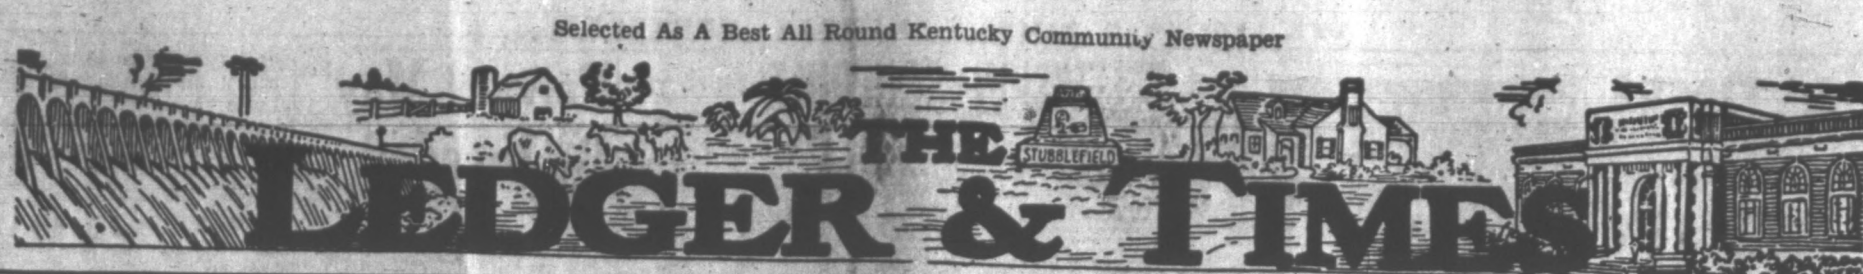 Selected As A Best All Round Kentucky Community Newspaper
THE
STUBBLEFIELD
LEDGER & TIMES